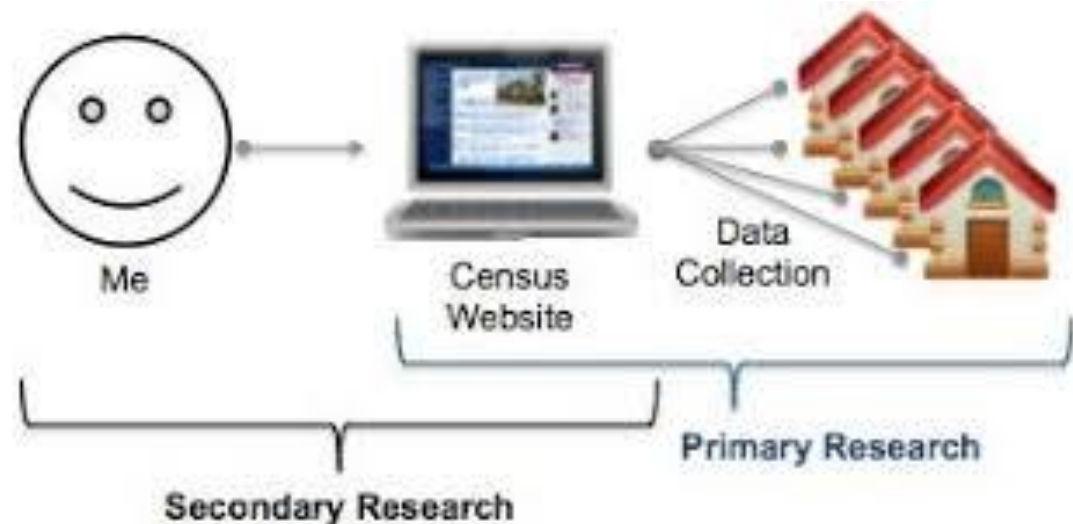 Me
Census
Website
Data
Collection
Primary Research
Secondary Research